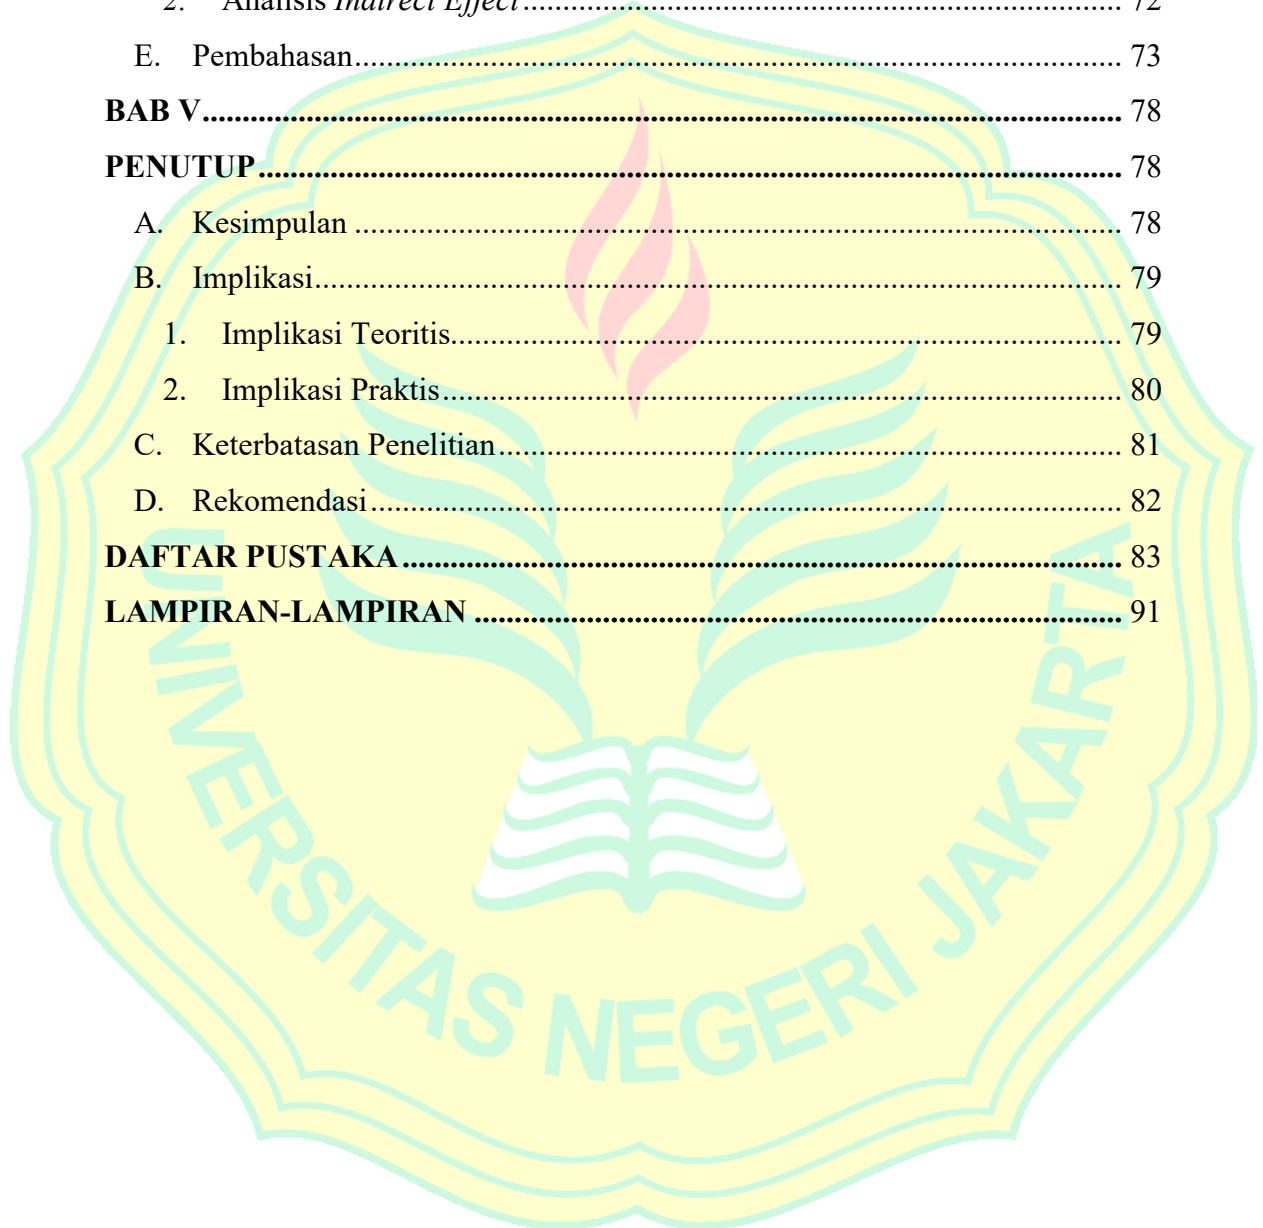 2. Analisis Indirect Effect ........ 72
E. Pembahasan ........ 73
BAB V ........ 78
PENUTUP ........ 78
A. Kesimpulan ........ 78
B. Implikasi ........ 79
1. Implikasi Teoritis ........ 79
2. Implikasi Praktis ........ 80
C. Keterbatasan Penelitian ........ 81
D. Rekomendasi ........ 82
DAFTAR PUSTAKA ........ 83
LAMPIRAN-LAMPIRAN ........ 91
UNIVERSITAS NEGERI JAKARTA